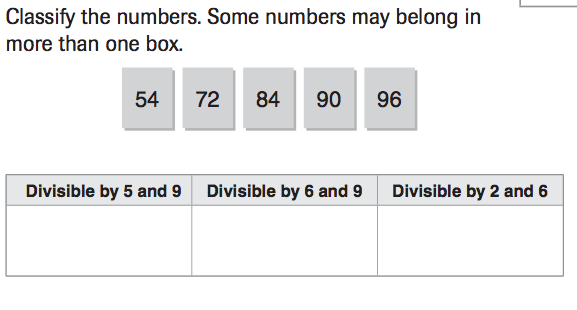 Classify the numbers. Some numbers may belong in
more than one box.
54 72 84 90 96
Divisible by 5 and 9 Divisible by 6 and 9 Divisible by 2 and 6